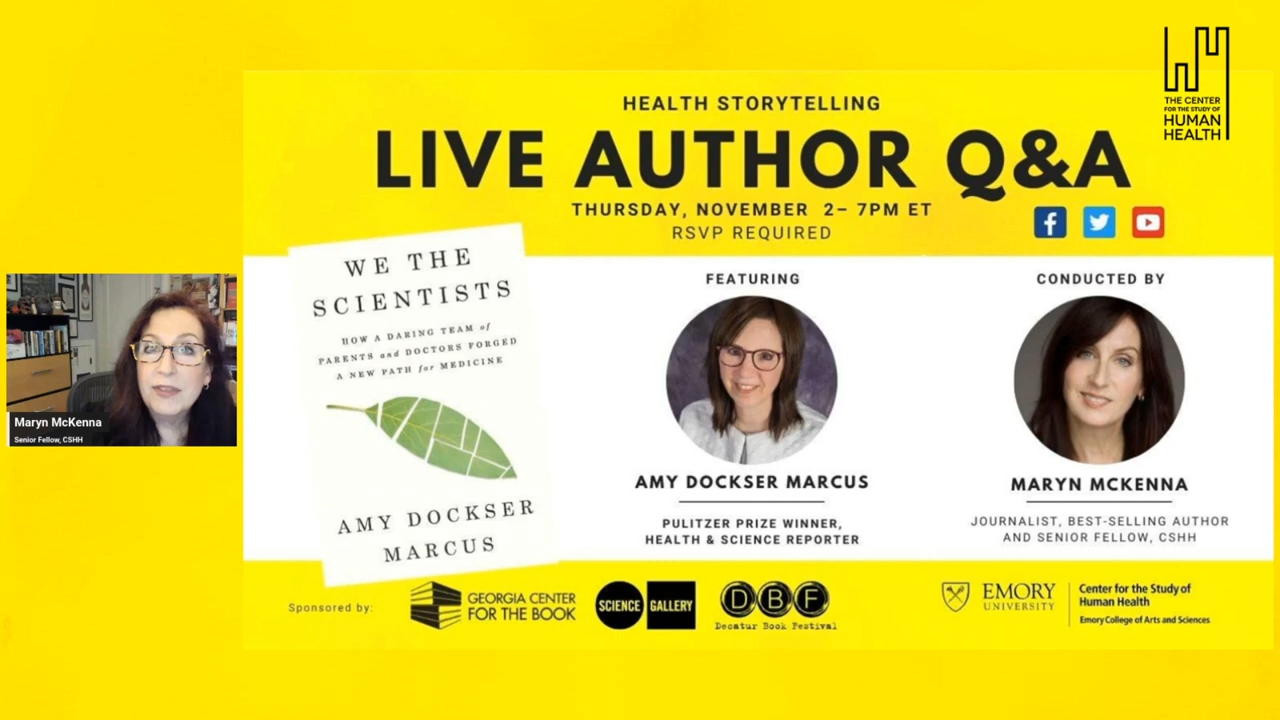 THE CENTER
FOR THE STUDY OF
HUMAN
HEALTH
HEALTH STORYTELLING
LIVE AUTHOR Q&A
THURSDAY, NOVEMBER 2– 7PM ET
RSVP REQUIRED
WE THE
SCIENTISTS
HOW A DARING TEAM of
PARENTS and DOCTORS FORGED
A NEW PATH for MEDICINE
AMY DOCKSER
MARCUS
FEATURING
AMY DOCKSER MARCUS
PULITZER PRIZE WINNER,
HEALTH & SCIENCE REPORTER
CONDUCTED BY
MARYN MCKENNA
JOURNALIST, BEST-SELLING AUTHOR
AND SENIOR FELLOW, CSHH
Maryn McKenna
Senior Fellow, CSHH
Sponsored by:
GEORGIA CENTER
FOR THE BOOK
SCIENCE GALLERY
DBF
Decatur Book Festival
EMORY
UNIVERSITY
Center for the Study of
Human Health
Emory College of Arts and Sciences